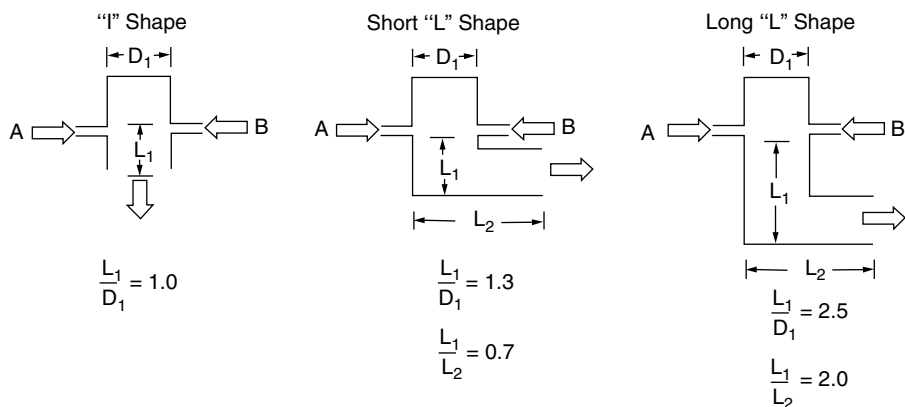 "I" Shape
D₁
A
B
L₁
L₁/D₁ = 1.0
Short "L" Shape
D₁
A
B
L₁
L₂
L₁/D₁ = 1.3
L₁/L₂ = 0.7
Long "L" Shape
D₁
A
B
L₁
L₂
L₁/D₁ = 2.5
L₁/L₂ = 2.0